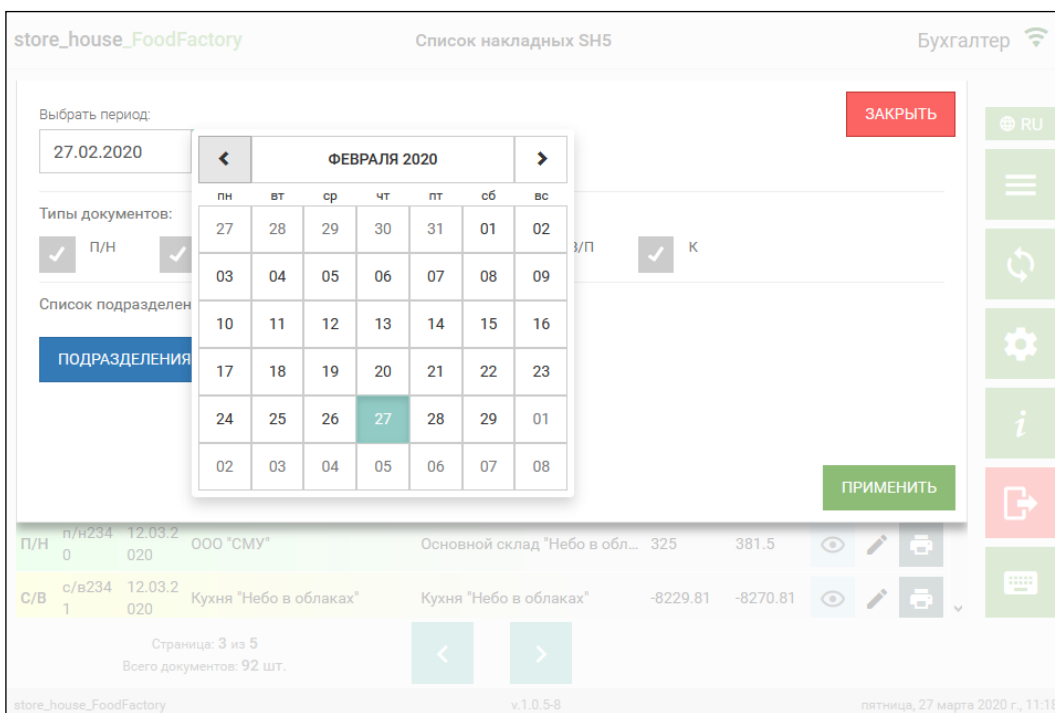 store_house_FoodFactory Список накладных SH5 Бухгалтер
Выбрать период: ЗАКРЫТЬ
RU
27.02.2020
ФЕВРАЛЯ 2020
пн вт ср чт пт сб вс
Типы документов:
27 28 29 30 31 01 02
П/Н В/П К
03 04 05 06 07 08 09
Список подразделен
10 11 12 13 14 15 16
ПОДРАЗДЕЛЕНИЯ
17 18 19 20 21 22 23
24 25 26 27 28 29 01
02 03 04 05 06 07 08
ПРИМЕНИТЬ
П/Н п/н234 12.03.2 ООО "СМУ" Основной склад "Небо в обл... 325 381.5
0 020
С/В с/в234 12.03.2 Кухня "Небо в облаках" Кухня "Небо в облаках" -8229.81 -8270.81
1 020
Страница: 3 из 5
Всего документов: 92 шт.
store_house_FoodFactory v.1.0.5-8 пятница, 27 марта 2020 г., 11:18